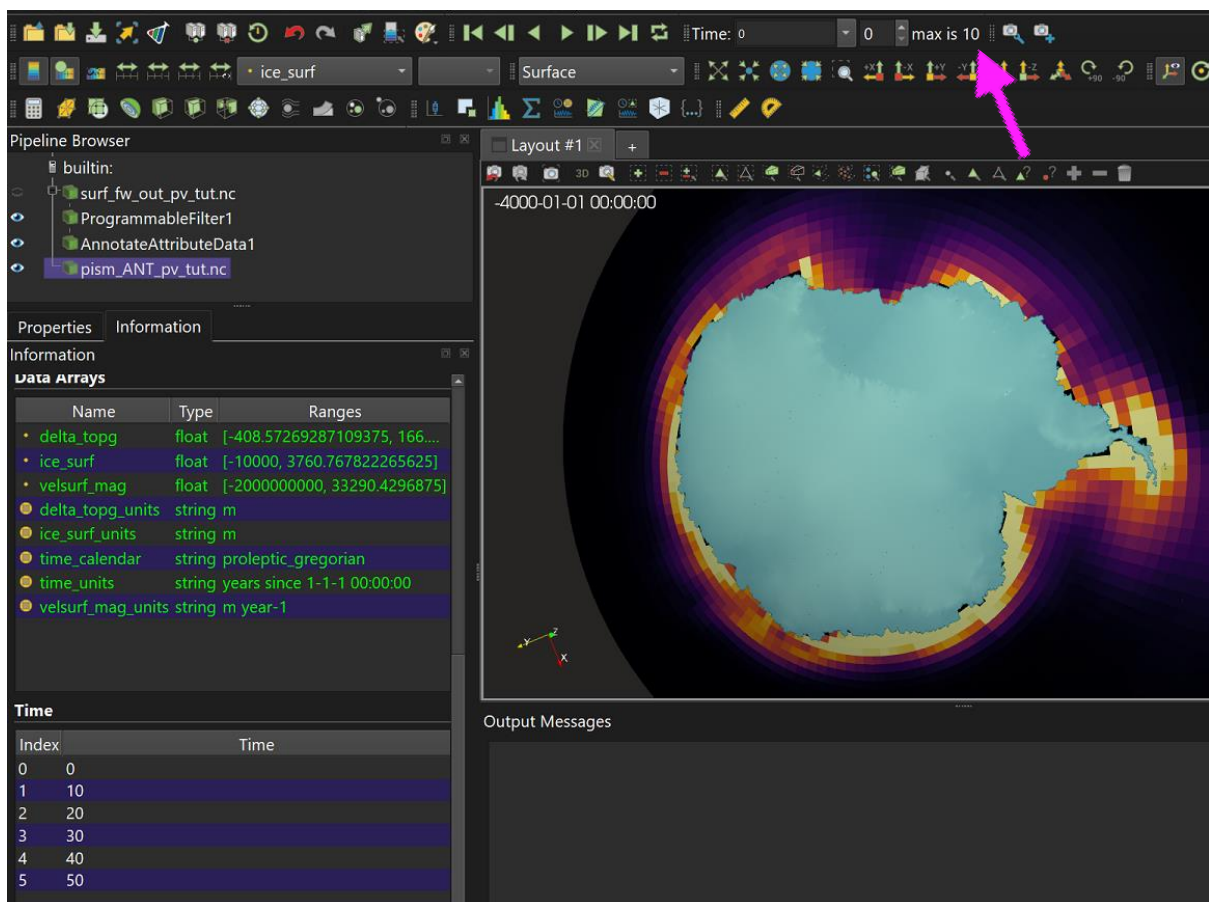 Time: 0 0 max is 10
ice_surf Surface +X -X +Y -Y +Z -Z +90 -90
3D
Pipeline Browser
Layout #1 +
builtin:
surf_fw_out_pv_tut.nc
ProgrammableFilter1
AnnotateAttributeData1
pism_ANT_pv_tut.nc
-4000-01-01 00:00:00
Properties Information
Information
Data Arrays
Name Type Ranges
delta_topg float [-408.57269287109375, 166....
ice_surf float [-10000, 3760.767822265625]
velsurf_mag float [-2000000000, 33290.4296875]
delta_topg_units string m
ice_surf_units string m
time_calendar string proleptic_gregorian
time_units string years since 1-1-1 00:00:00
velsurf_mag_units string m year-1
Y Z X
Time
Output Messages
Index Time
0 0
1 10
2 20
3 30
4 40
5 50